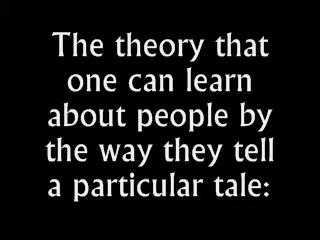 The theory that
one can learn
about people by
the way they tell
a particular tale: